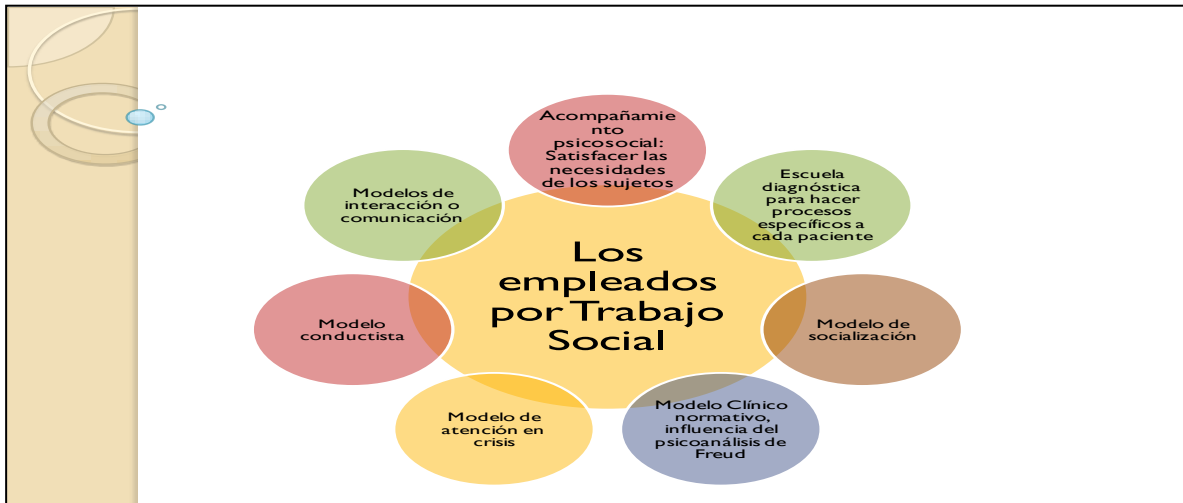 Acompañamie
nto
psicosocial:
Satisfacer las
necesidades
de los sujetos
Escuela
diagnóstica
para hacer
procesos
específicos a
cada paciente
Modelo de
socialización
Modelo Clínico
normativo,
influencia del
psicoanálisis de
Freud
Modelo de
atención en
crisis
Modelo
conductista
Modelos de
interacción o
comunicación
Los
empleados
por Trabajo
Social